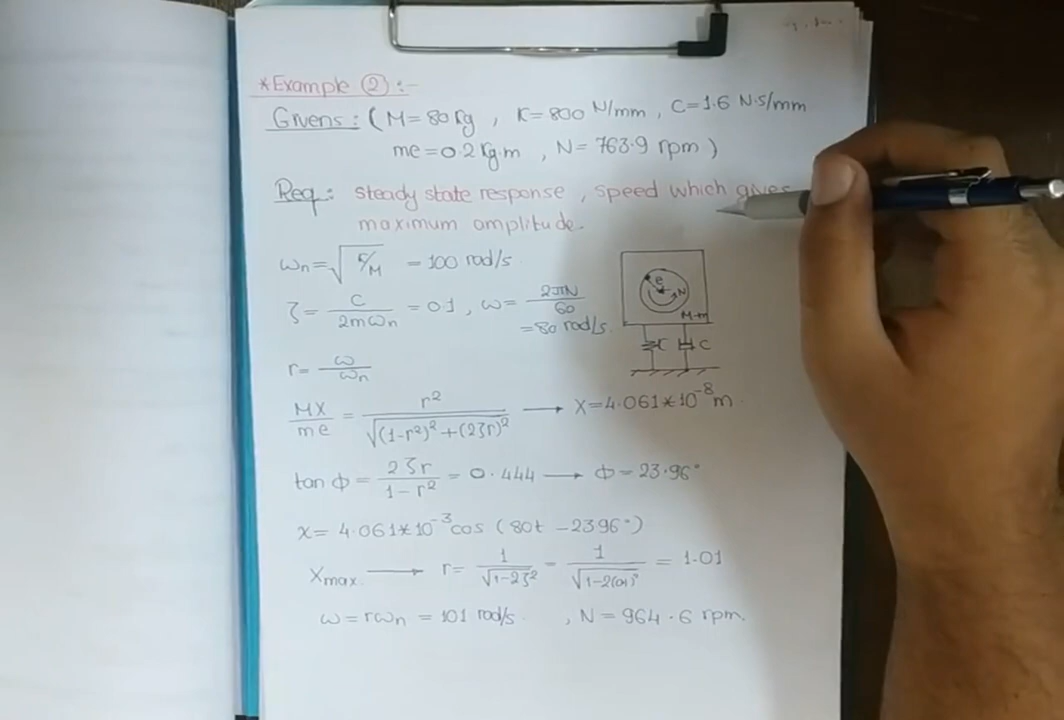 *Example (2):-
Givens: (M=80 Kg, K=800 N/mm, C=1.6 N.S/mm
me=0.2 Kg.m, N=763.9 rpm)
Req: steady state response, speed which gives
maximum amplitude.
ωn=√K/M = 100 rad/s
ζ = C/2mωn = 0.1, ω = 2πN/60
= 80 rad/s.
e
N
M-m
K C
r = ω/ωn
MX/me = r²/√(1-r²)²+(2ζr)² → X=4.061*10⁻⁸m
tan Φ = 2ζr/1-r² = 0.444 → Φ=23.96°
x= 4.061*10⁻³cos(80t -23.96°)
Xmax. → r = 1/√1-2ζ² = 1/√1-2(0.1)² = 1.01
ω=rωn = 101 rad/s, N=964.6 rpm.